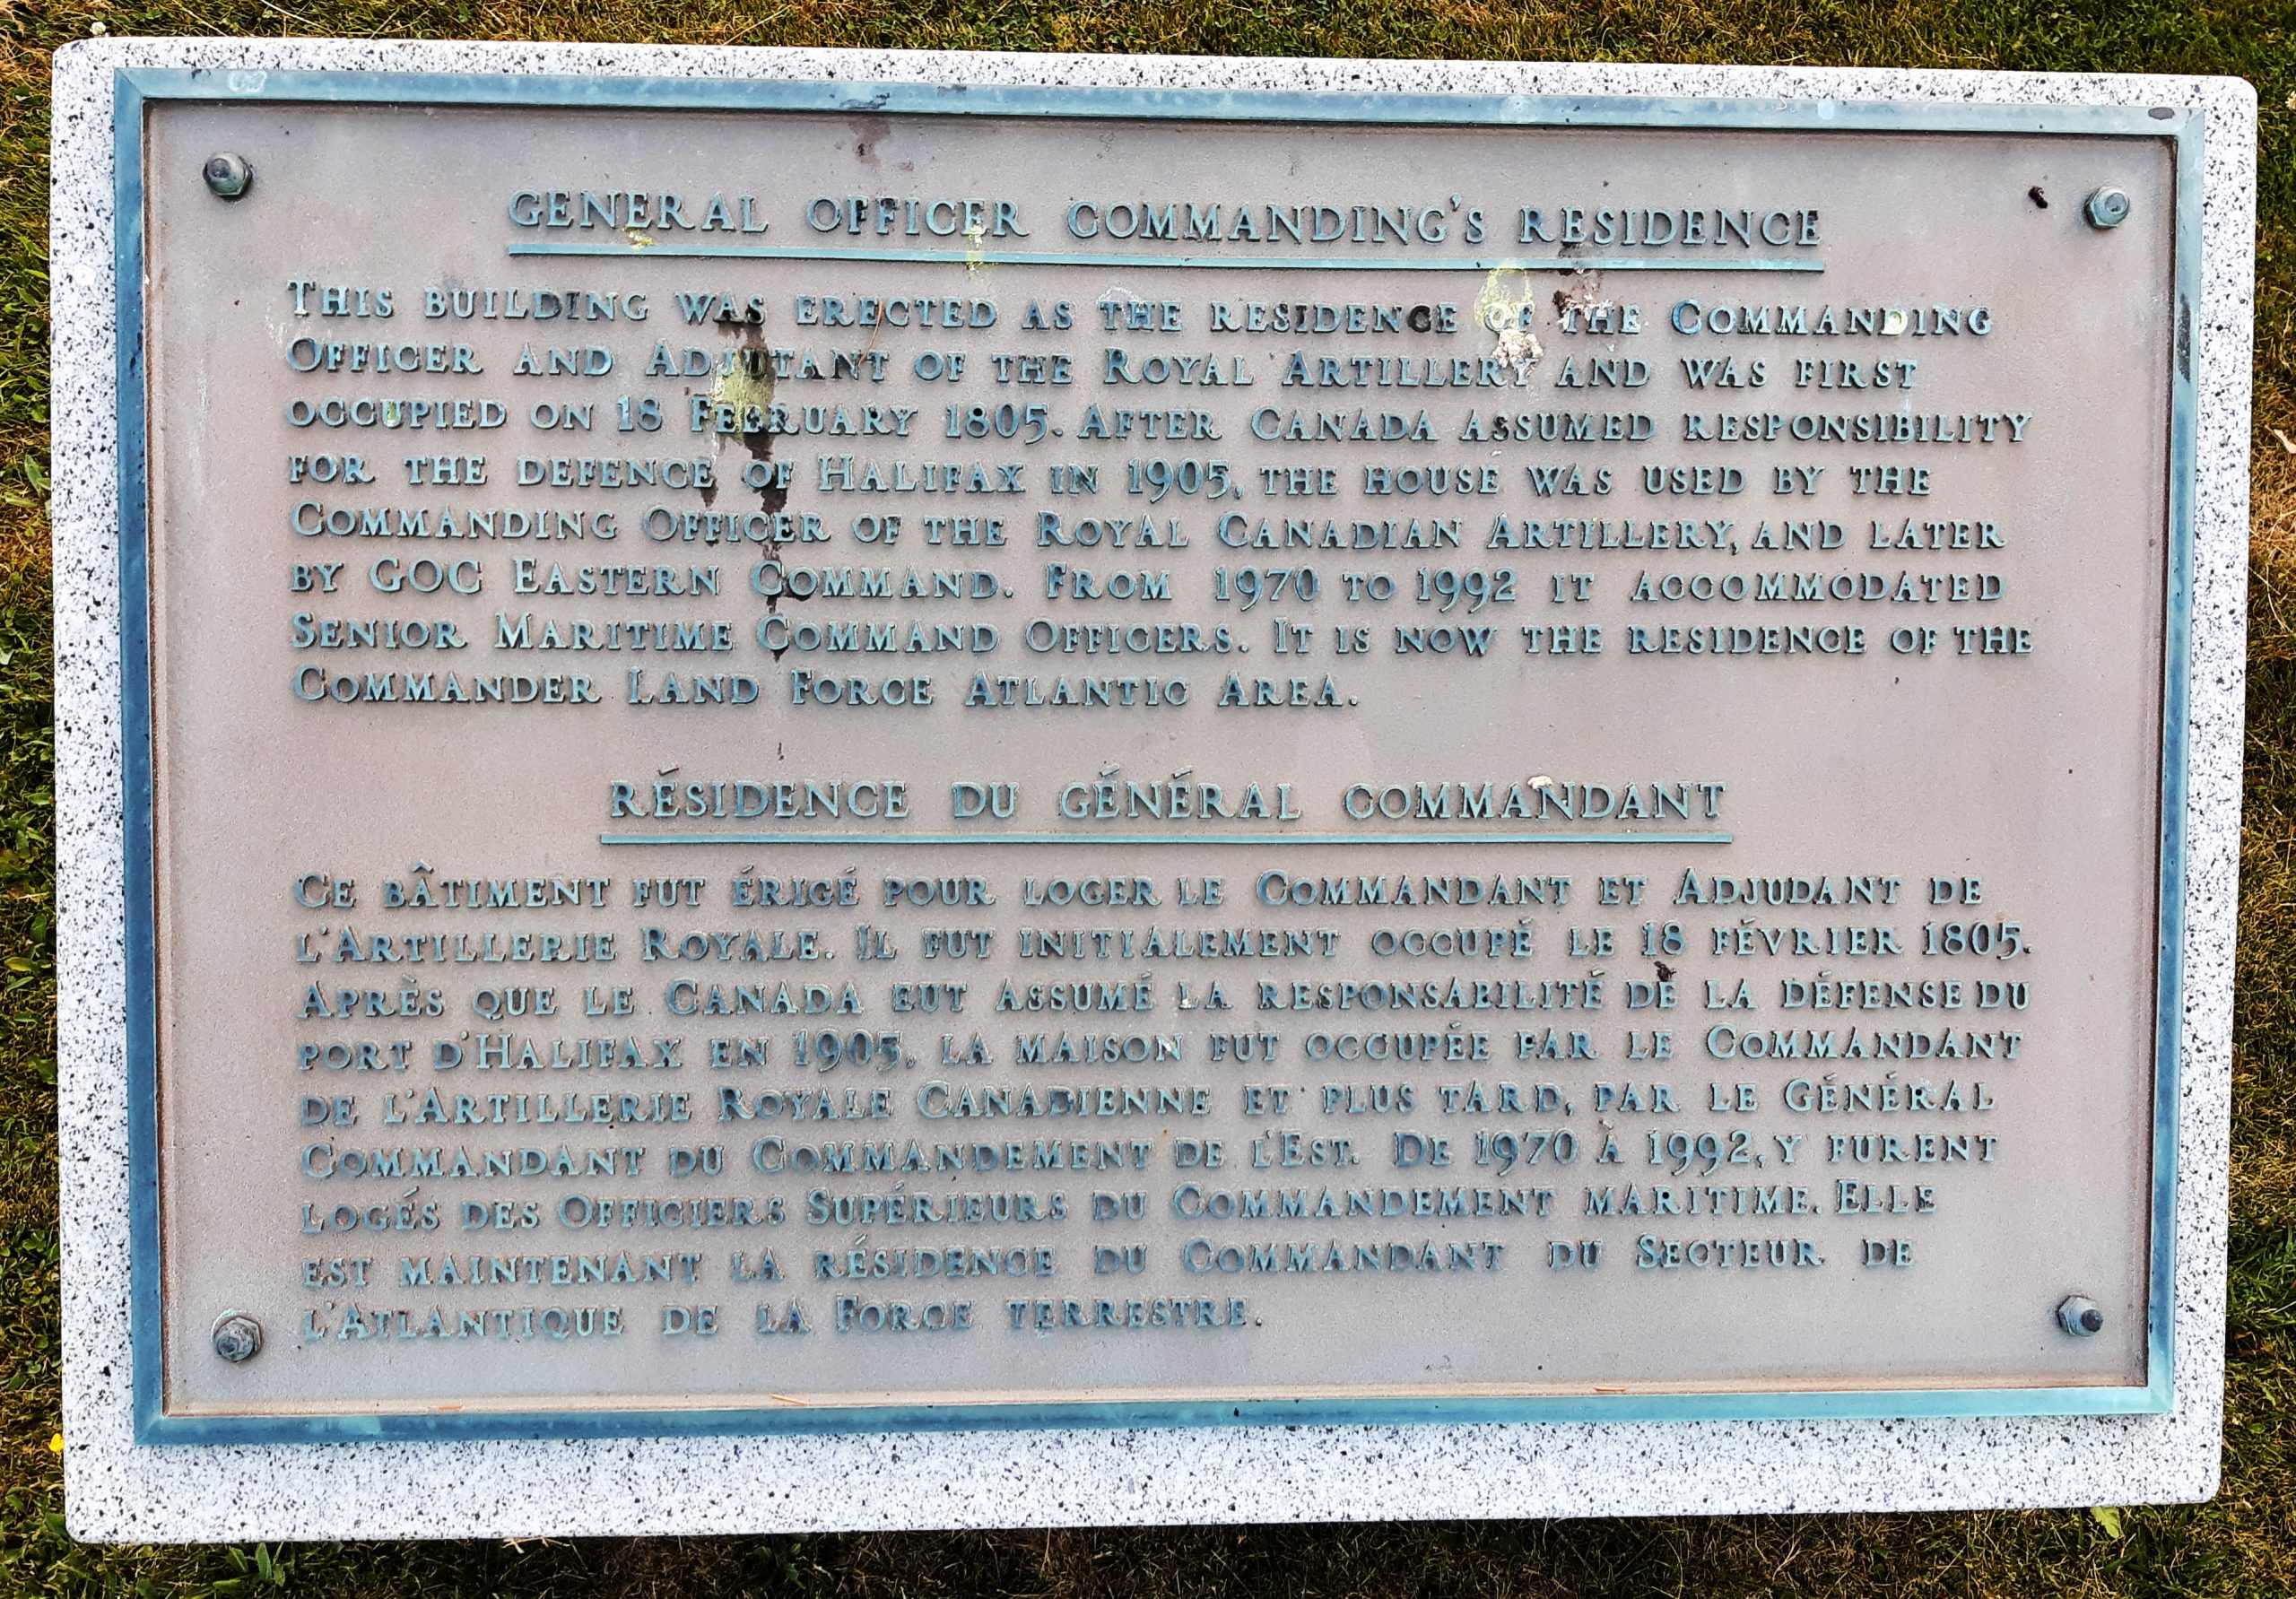 GENERAL OFFICER COMMANDING'S RESIDENCE
THIS BUILDING WAS ERECTED AS THE RESIDENCE OF THE COMMANDING
OFFICER AND ADJUTANT OF THE ROYAL ARTILLERY AND WAS FIRST
OCCUPIED ON 18 FEBRUARY 1805. AFTER CANADA ASSUMED RESPONSIBILITY
FOR THE DEFENCE OF HALIFAX IN 1905, THE HOUSE WAS USED BY THE
COMMANDING OFFICER OF THE ROYAL CANADIAN ARTILLERY, AND LATER
BY GOC EASTERN COMMAND. FROM 1970 TO 1992 IT ACCOMMODATED
SENIOR MARITIME COMMAND OFFICERS. IT IS NOW THE RESIDENCE OF THE
COMMANDER LAND FORCE ATLANTIC AREA.
RÉSIDENCE DU GÉNÉRAL COMMANDANT
CE BÂTIMENT FUT ÉRIGÉ POUR LOGER LE COMMANDANT ET ADJUDANT DE
L'ARTILLERIE ROYALE. IL FUT INITIALEMENT OCCUPÉ LE 18 FÉVRIER 1805.
APRÈS QUE LE CANADA EUT ASSUMÉ LA RESPONSABILITÉ DE LA DÉFENSE DU
PORT D'HALIFAX EN 1905, LA MAISON FUT OCCUPÉE PAR LE COMMANDANT
DE L'ARTILLERIE ROYALE CANADIENNE ET PLUS TARD, PAR LE GÉNÉRAL
COMMANDANT DU COMMANDEMENT DE L'EST. DE 1970 À 1992, Y FURENT
LOGÉS DES OFFICIERS SUPÉRIEURS DU COMMANDEMENT MARITIME. ELLE
EST MAINTENANT LA RÉSIDENCE DU COMMANDANT DU SECTEUR DE
L'ATLANTIQUE DE LA FORCE TERRESTRE.